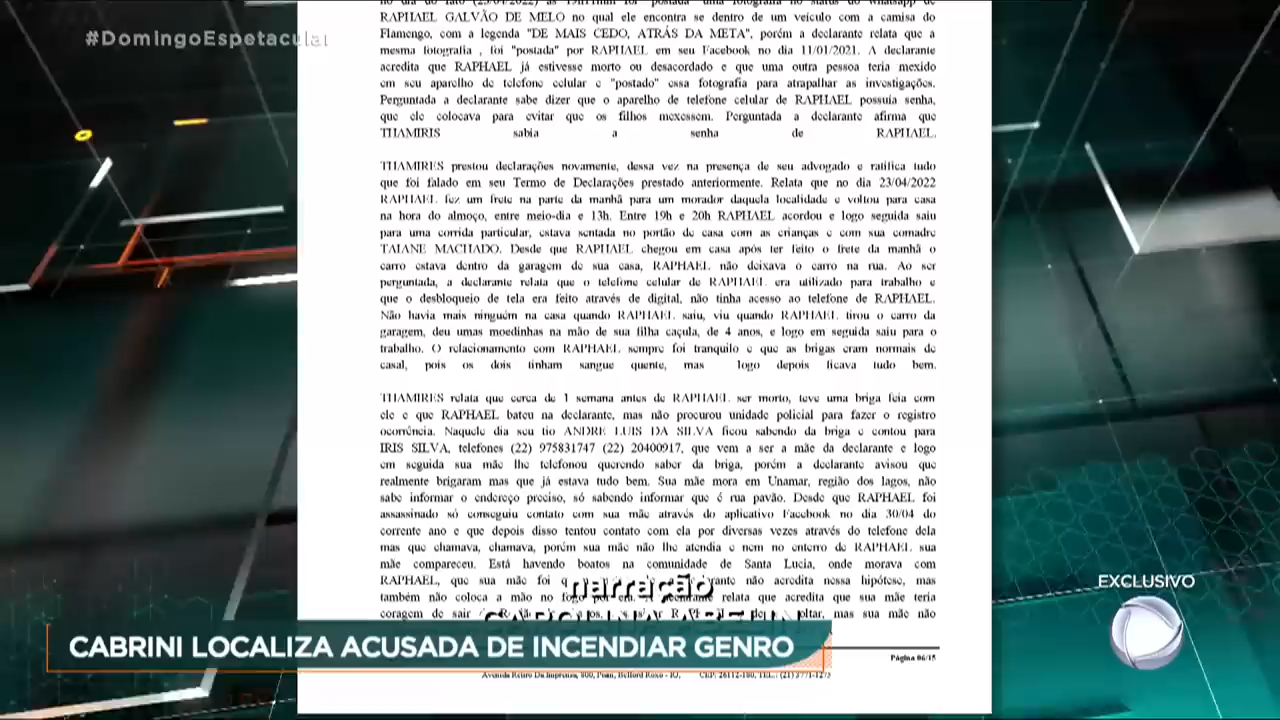 #DomingoEspetacular
RAPHAEL GALVÃO DE MELO no qual ele encontra se dentro de um veículo com a camisa do
Flamengo, com a legenda "DE MAIS CEDO, ATRÁS DA META", porém a declarante relata que a
mesma fotografia , foi "postada" por RAPHAEL em seu Facebook no dia 11/01/2021. A declarante
acredita que RAPHAEL já estivesse morto ou desacordado e que uma outra pessoa teria mexido
em seu aparelho de telefone celular e "postado" essa fotografia para atrapalhar as investigações.
Perguntada a declarante sabe dizer que o aparelho de telefone celular de RAPHAEL possuia senha,
que ele colocava para evitar que os filhos mexessem. Perguntada a declarante afirma que
THAMIRIS sabia a senha de RAPHAEL.
THAMIRES prestou declarações novamente, dessa vez na presença de seu advogado e ratifica tudo
que foi falado em seu Termo de Declarações prestado anteriormente. Relata que no dia 23/04/2022
RAPHAEL fez um frete na parte da manhã para um morador daquela localidade e voltou para casa
na hora do almoço, entre meio-dia e 13h. Entre 19h e 20h RAPHAEL acordou e logo seguida saiu
para uma corrida particular, estava sentada no portão de casa com as crianças e com sua comadre
TAIANE MACHADO. Desde que RAPHAEL chegou em casa após ter feito o frete da manhã o
carro estava dentro da garagem de sua casa, RAPHAEL não deixava o carro na rua. Ao ser
perguntada, a declarante relata que o telefone celular de RAPHAEL era utilizado para trabalho e
que o desbloqueio de tela era feito através de digital, não tinha acesso ao telefone de RAPHAEL.
Não havia mais ninguém na casa quando RAPHAEL saiu, viu quando RAPHAEL tirou o carro da
garagem, deu umas moedinhas na mão de sua filha caçula, de 4 anos, e logo em seguida saiu para o
trabalho. O relacionamento com RAPHAEL sempre foi tranquilo e que as brigas eram normais de
casal, pois os dois tinham sangue quente, mas logo depois ficava tudo bem.
THAMIRES relata que cerca de 1 semana antes de RAPHAEL ser morto, teve uma briga feia com
ele e que RAPHAEL bateu na declarante, mas não procurou unidade policial para fazer o registro
ocorrência. Naquele dia seu tio ANDRE LUIS DA SILVA ficou sabendo da briga e contou para
IRIS SILVA, telefones (22) 975831747 (22) 20400917, que vem a ser a mãe da declarante e logo
em seguida sua mãe lhe telefonou querendo saber da briga, porém a declarante avisou que
realmente brigaram mas que já estava tudo bem. Sua mãe mora em Unamar, região dos lagos, não
sabe informar o endereço preciso, só sabendo informar que é rua pavão. Desde que RAPHAEL foi
assassinado só conseguiu contato com sua mãe através do aplicativo Facebook no dia 30/04 do
corrente ano e que depois disso tentou contato com ela por diversas vezes através do telefone dela
mas que chamava, chamava, porém sua mãe não lhe atendia e nem no enterro de RAPHAEL sua
mãe compareceu. Está havendo boatos na comunidade de Santa Lucia, onde morava com
RAPHAEL, que sua mãe foi não acredita nessa hipótese, mas
também não coloca a mão no fogo relata que acredita que sua mãe teria
coragem de sair mas sua mãe não
narração
EXCLUSIVO
CABRINI LOCALIZA ACUSADA DE INCENDIAR GENRO
Página 06/15